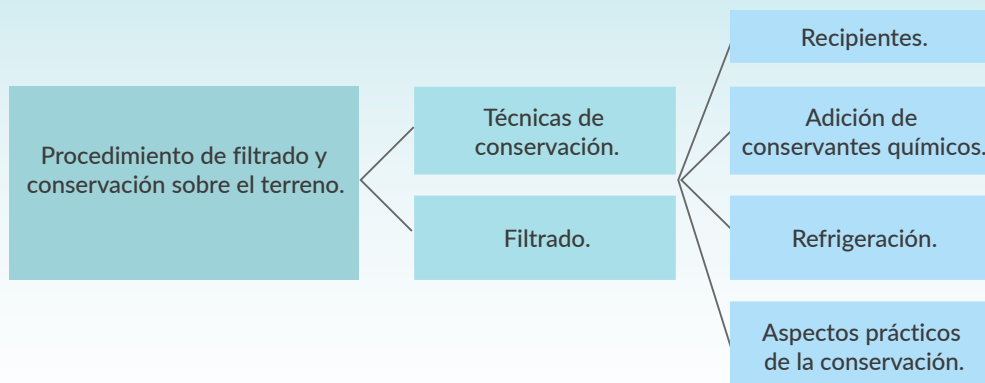 Procedimiento de filtrado y
conservación sobre el terreno.
Técnicas de
conservación.
Filtrado.
Recipientes.
Adición de
conservantes químicos.
Refrigeración.
Aspectos prácticos
de la conservación.